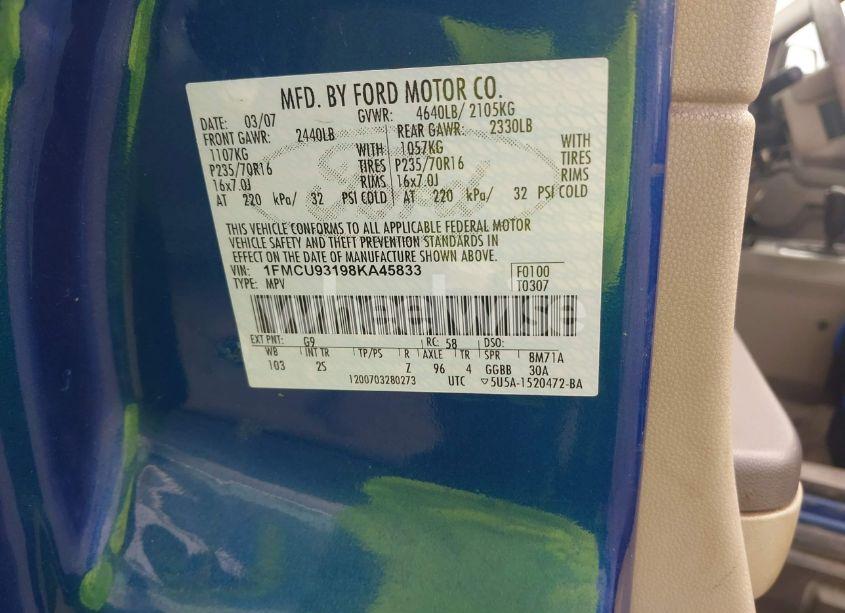 MFD. BY FORD MOTOR CO.
DATE: 03/07 GVWR: 4640LB/ 2105KG
FRONT GAWR: 2440LB REAR GAWR: 2330LB
1107KG WITH 1057KG WITH
P235/70R16 TIRES P235/70R16 TIRES
16x7.0J RIMS 16x7.0J RIMS
AT 220 kPa/ 32 PSI COLD AT 220 kPa/ 32 PSI COLD
THIS VEHICLE CONFORMS TO ALL APPLICABLE FEDERAL MOTOR
VEHICLE SAFETY AND THEFT PREVENTION STANDARDS IN
EFFECT ON THE DATE OF MANUFACTURE SHOWN ABOVE.
VIN: 1FMCU93198KA45833 F0100
TYPE: MPV T0307
EXT PNT: G9 RC: 58 DSO:
WB INT TR TP/PS R AXLE TR SPR 8M71A
103 2S Z 96 4 GGBB 30A
1200703280273 UTC ▽5U5A-1520472-BA